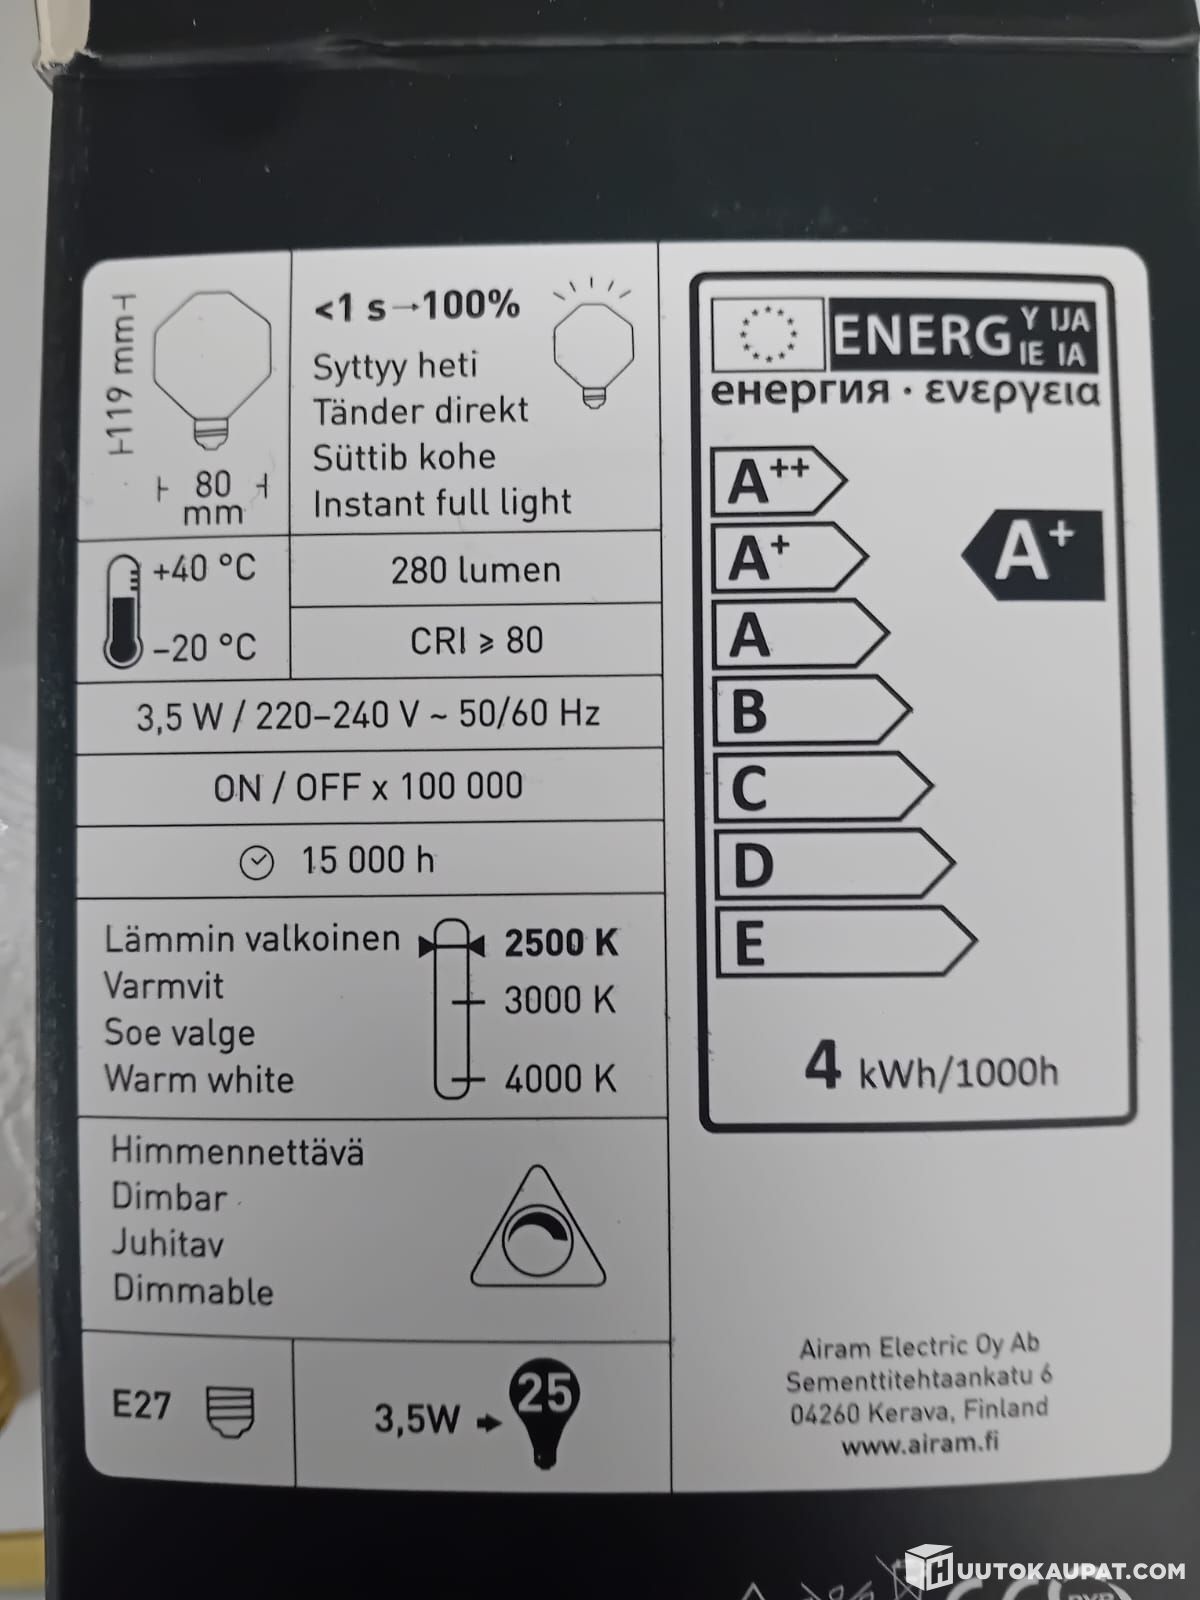 119 mm
80
mm
<1 s→100%
Syttyy heti
Tänder direkt
Süttib kohe
Instant full light
+40 °C
-20 °C
280 lumen
CRI ⩾ 80
3,5 W / 220-240 V ~ 50/60 Hz
ON / OFF x 100 000
15 000 h
Lämmin valkoinen
Varmvit
Soe valge
Warm white
2500 K
3000 K
4000 K
Himmennettävä
Dimbar
Juhitav
Dimmable
E27
3,5W
25
ENERG
Y IJA
IE IA
енергия · ενεργεια
A++
A+
A
B
C
D
E
A+
4 kWh/1000h
Airam Electric Oy Ab
Sementtitehtaankatu 6
04260 Kerava, Finland
www.airam.fi
HUUTOKAUPAT.COM